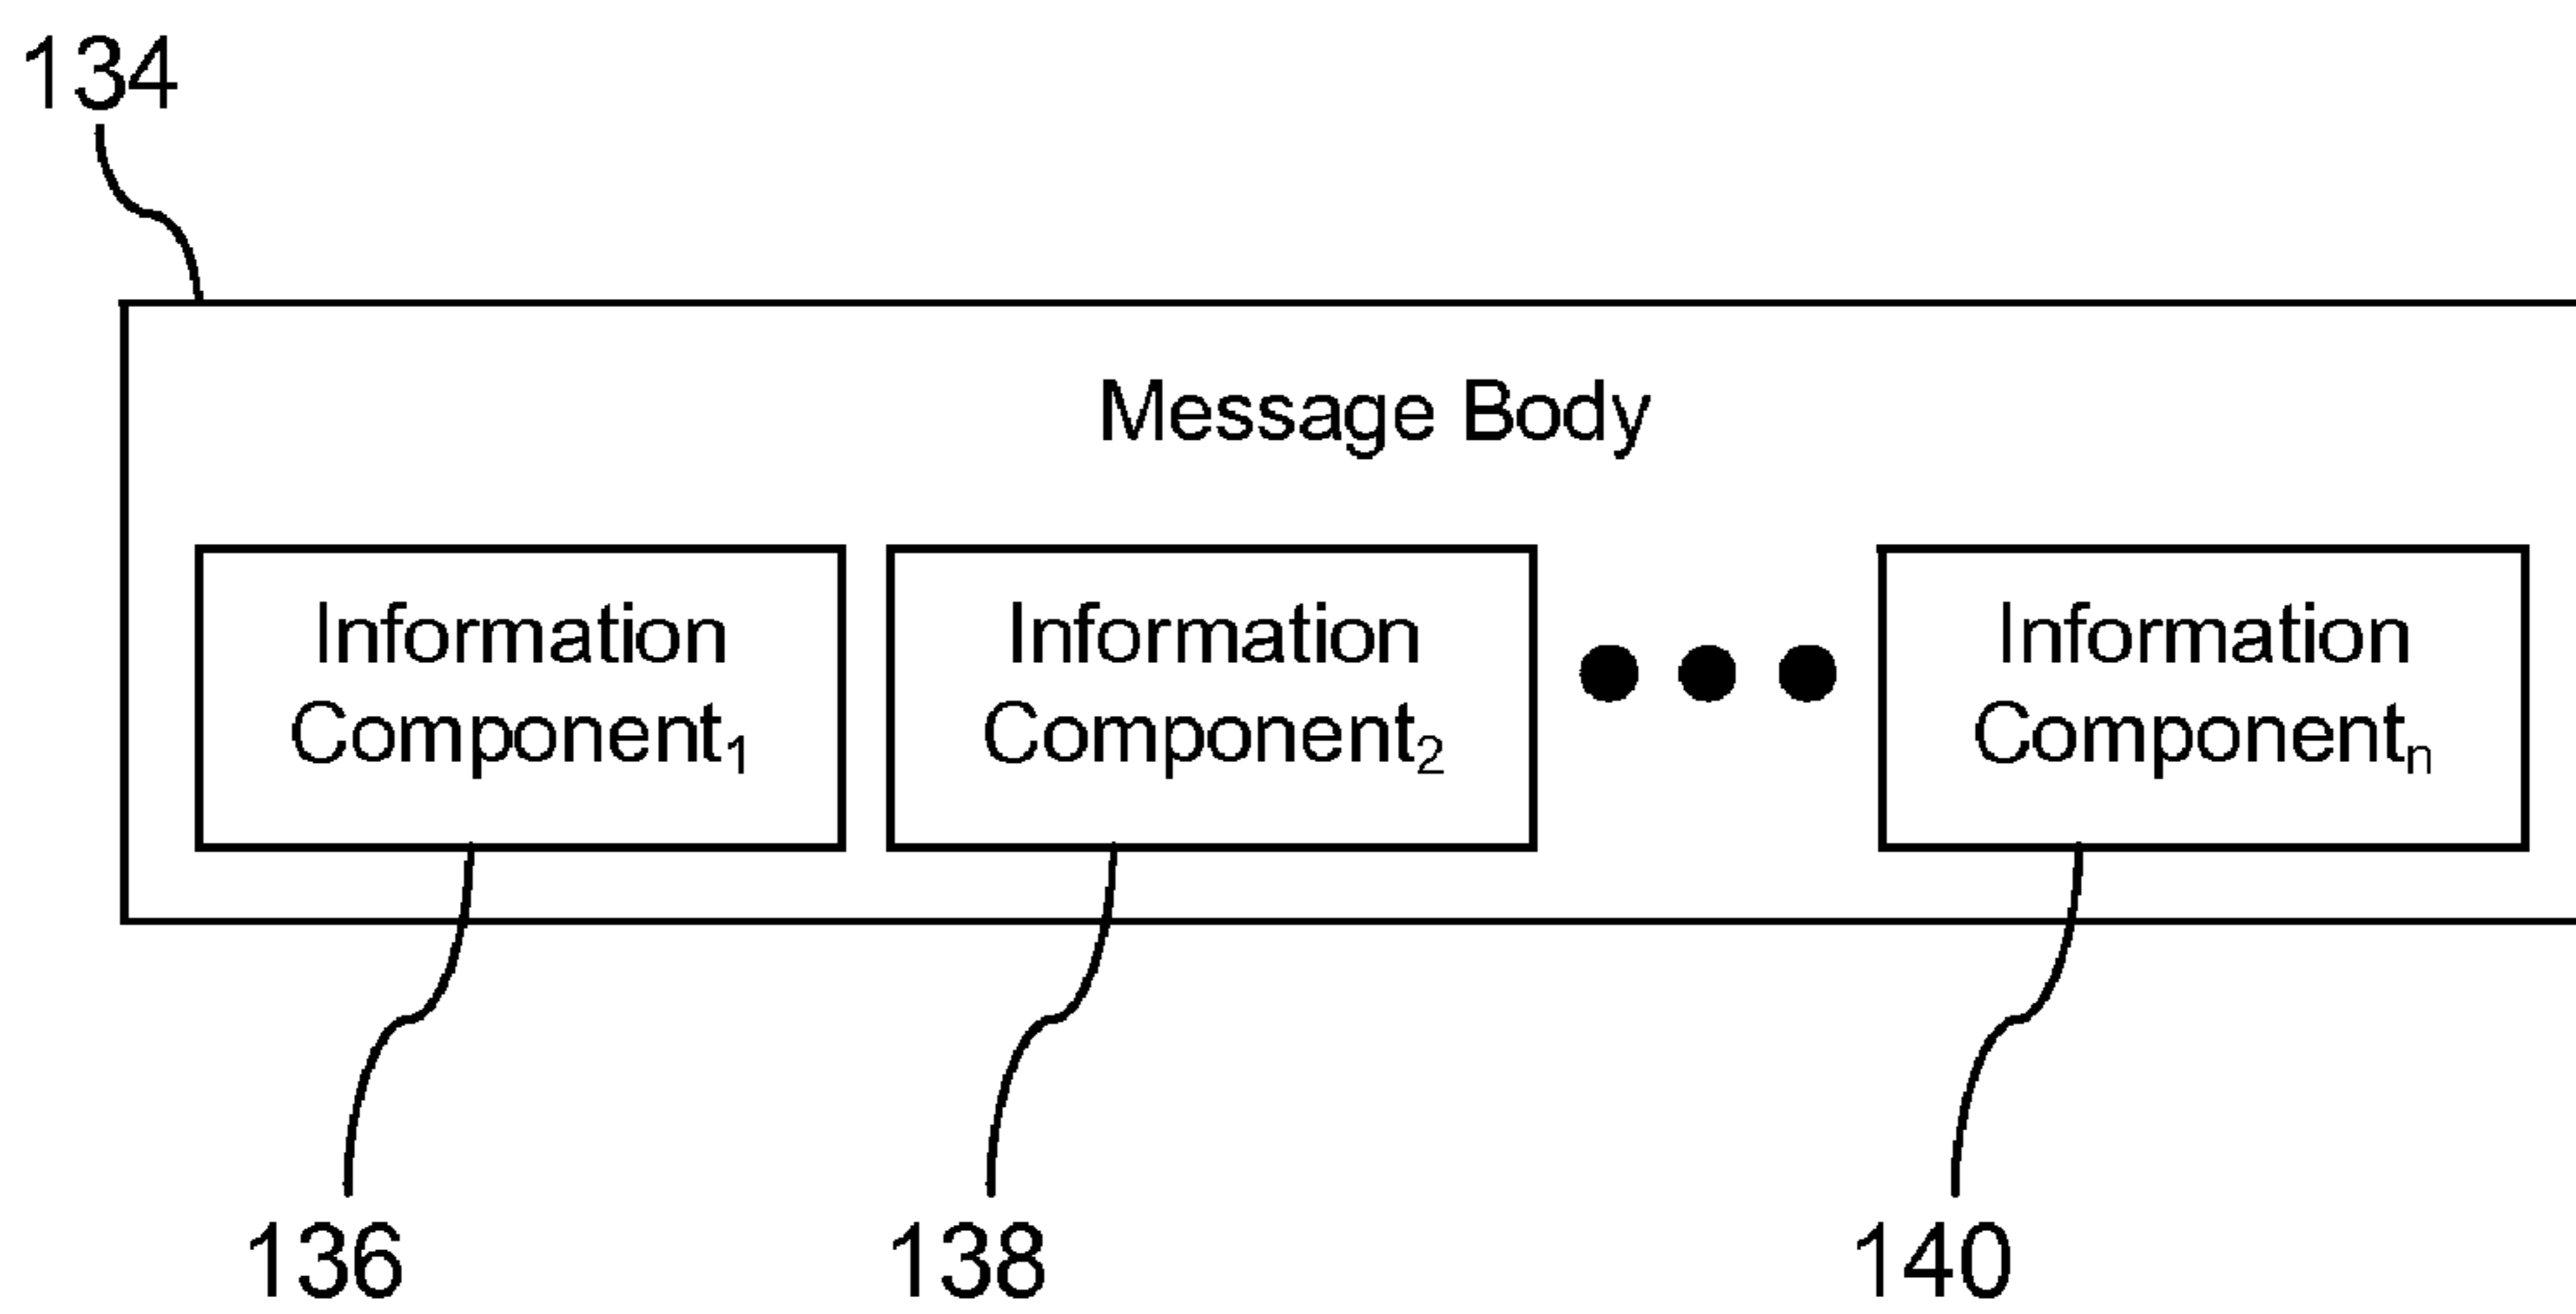 134
Message Body
Information
Component₁
Information
Component₂
Information
Componentₙ
136
138
140